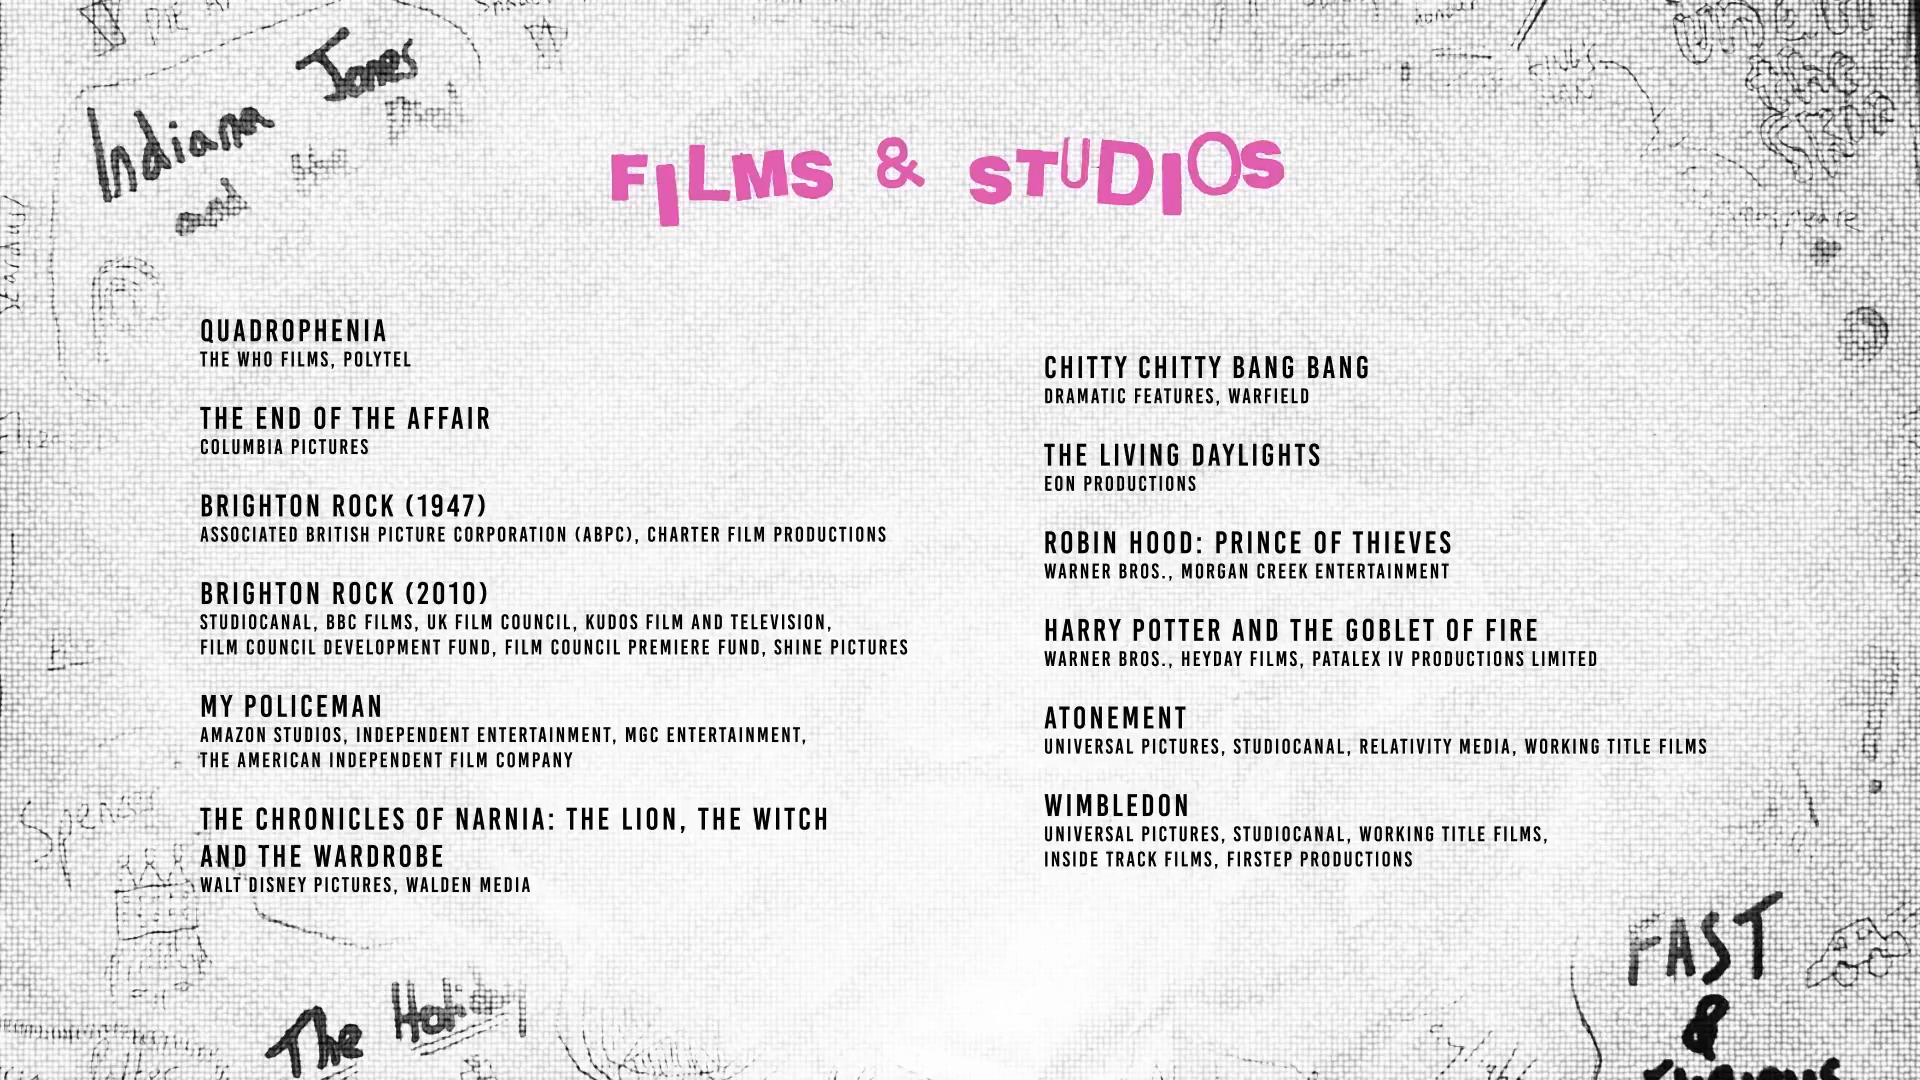 Indiana Jones
and
FILMS & STUDIOS
QUADROPHENIA
THE WHO FILMS, POLYTEL
THE END OF THE AFFAIR
COLUMBIA PICTURES
BRIGHTON ROCK (1947)
ASSOCIATED BRITISH PICTURE CORPORATION (ABPC), CHARTER FILM PRODUCTIONS
BRIGHTON ROCK (2010)
STUDIOCANAL, BBC FILMS, UK FILM COUNCIL, KUDOS FILM AND TELEVISION,
FILM COUNCIL DEVELOPMENT FUND, FILM COUNCIL PREMIERE FUND, SHINE PICTURES
MY POLICEMAN
AMAZON STUDIOS, INDEPENDENT ENTERTAINMENT, MGC ENTERTAINMENT,
THE AMERICAN INDEPENDENT FILM COMPANY
THE CHRONICLES OF NARNIA: THE LION, THE WITCH
AND THE WARDROBE
WALT DISNEY PICTURES, WALDEN MEDIA
CHITTY CHITTY BANG BANG
DRAMATIC FEATURES, WARFIELD
THE LIVING DAYLIGHTS
EON PRODUCTIONS
ROBIN HOOD: PRINCE OF THIEVES
WARNER BROS., MORGAN CREEK ENTERTAINMENT
HARRY POTTER AND THE GOBLET OF FIRE
WARNER BROS., HEYDAY FILMS, PATALEX IV PRODUCTIONS LIMITED
ATONEMENT
UNIVERSAL PICTURES, STUDIOCANAL, RELATIVITY MEDIA, WORKING TITLE FILMS
WIMBLEDON
UNIVERSAL PICTURES, STUDIOCANAL, WORKING TITLE FILMS,
INSIDE TRACK FILMS, FIRSTEP PRODUCTIONS
Spencer
The Holiday
FAST
&
Furious